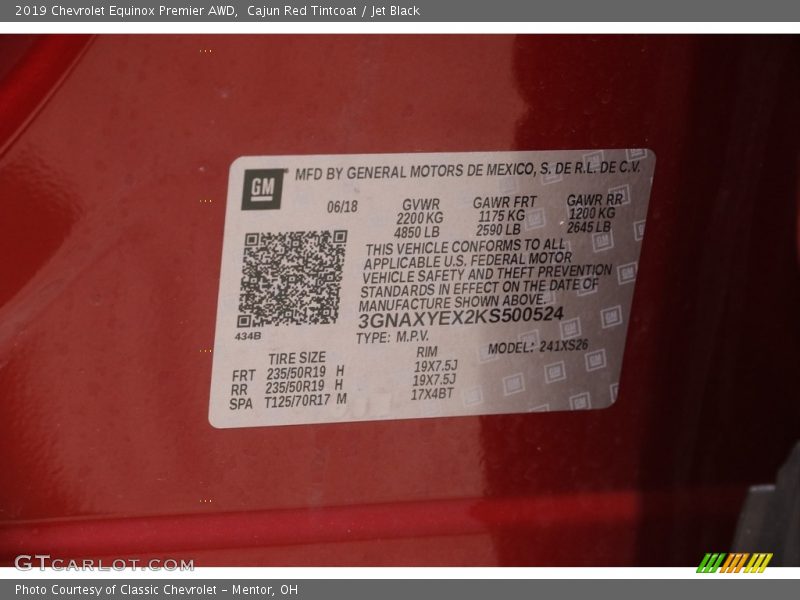 2019 Chevrolet Equinox Premier AWD,  Cajun Red Tintcoat / Jet Black
GM
MFD BY GENERAL MOTORS DE MEXICO, S. DE R.L. DE C.V.
06/18
GVWR
2200 KG
4850 LB
GAWR FRT
1175 KG
2590 LB
GAWR RR
1200 KG
2645 LB
THIS VEHICLE CONFORMS TO ALL
APPLICABLE U.S. FEDERAL MOTOR
VEHICLE SAFETY AND THEFT PREVENTION
STANDARDS IN EFFECT ON THE DATE OF
MANUFACTURE SHOWN ABOVE.
3GNAXYEX2KS500524
434B
TYPE: M.P.V.
MODEL: 241XS26
TIRE SIZE RIM
FRT 235/50R19 H 19X7.5J
RR 235/50R19 H 19X7.5J
SPA T125/70R17 M 17X4BT
GTcarlot.com
Photo Courtesy of Classic Chevrolet - Mentor, OH